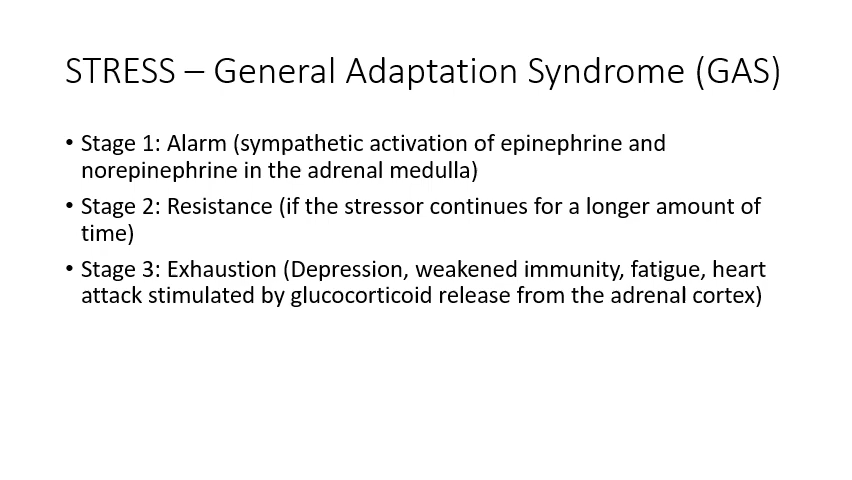 STRESS – General Adaptation Syndrome (GAS)
• Stage 1: Alarm (sympathetic activation of epinephrine and
norepinephrine in the adrenal medulla)
• Stage 2: Resistance (if the stressor continues for a longer amount of
time)
• Stage 3: Exhaustion (Depression, weakened immunity, fatigue, heart
attack stimulated by glucocorticoid release from the adrenal cortex)